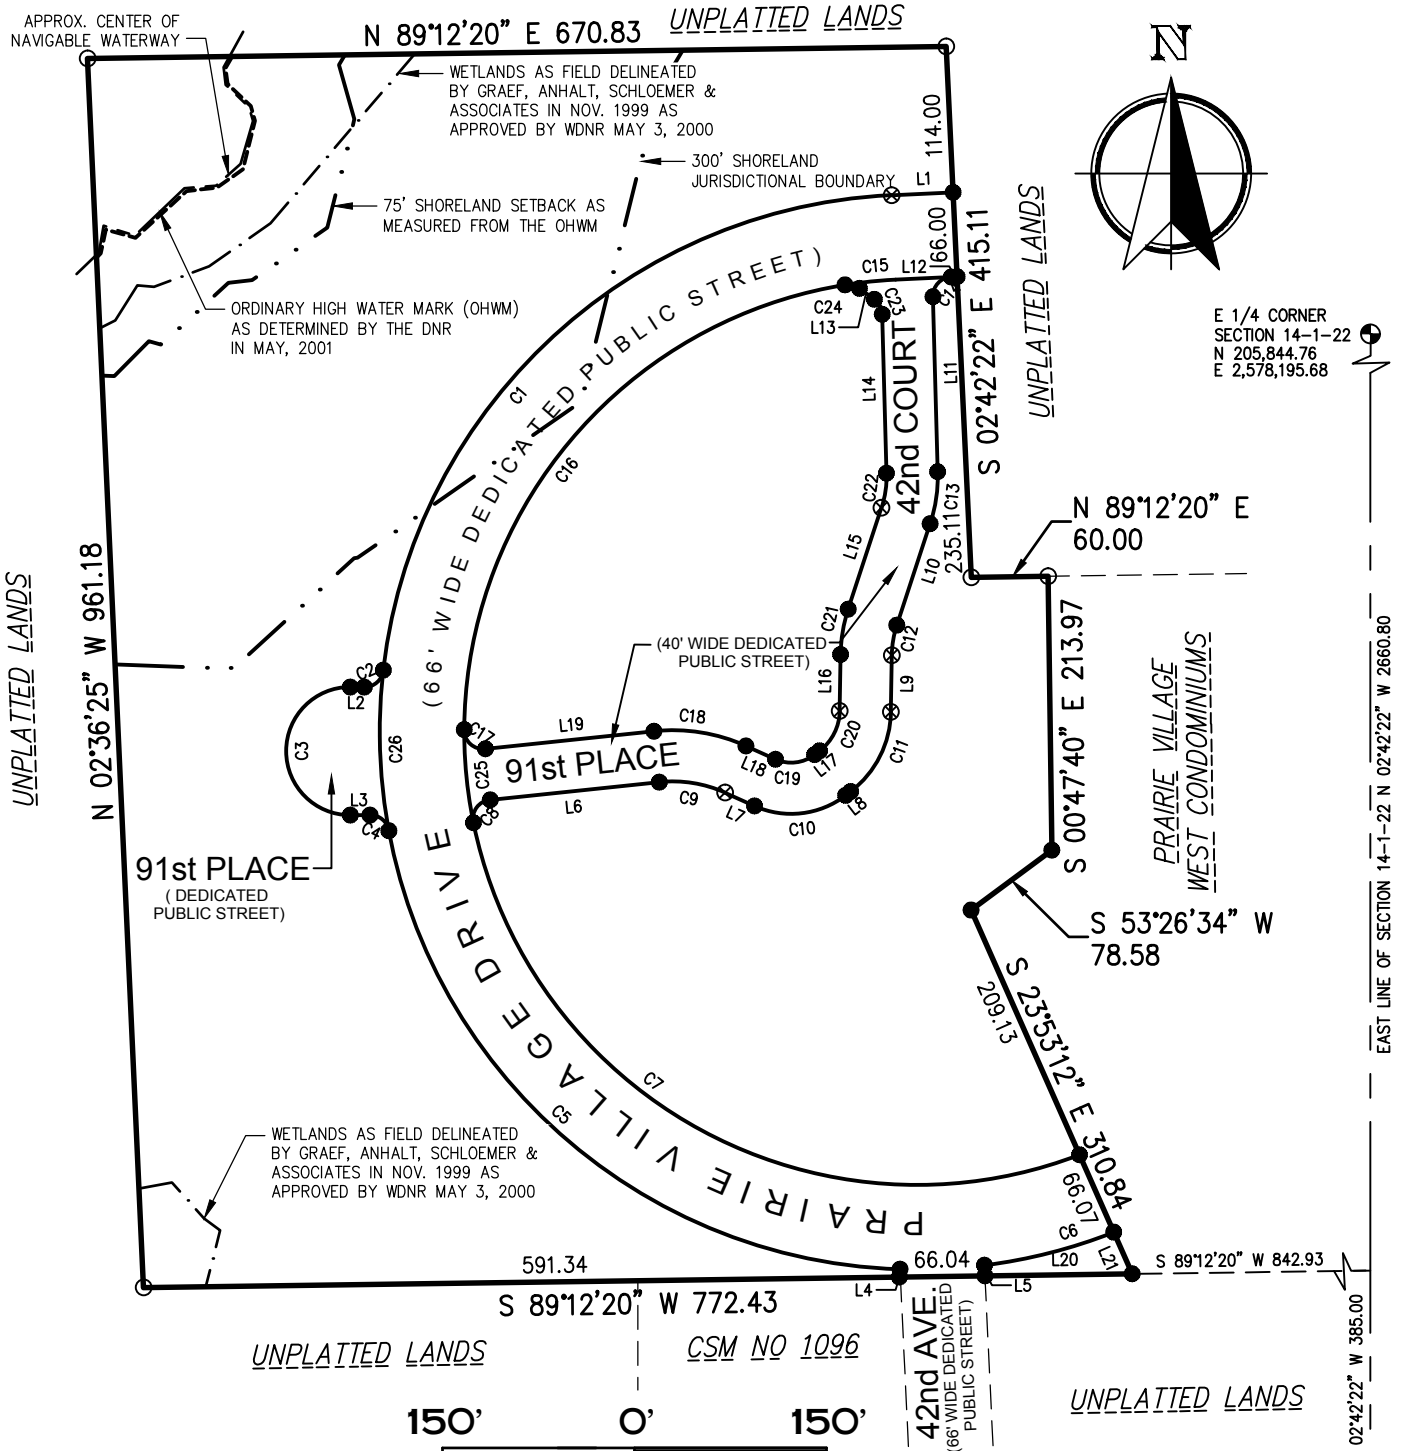 APPROX. CENTER OF
NAVIGABLE WATERWAY
N 89°12'20" E 670.83
UNPLATTED LANDS
N
WETLANDS AS FIELD DELINEATED
BY GRAEF, ANHALT, SCHLOEMER &
ASSOCIATES IN NOV. 1999 AS
APPROVED BY WDNR MAY 3, 2000
114.00
300' SHORELAND
JURISDICTIONAL BOUNDARY
L1
75' SHORELAND SETBACK AS
MEASURED FROM THE OHWM
66.00
S 02°42'22" E 415.11
UNPLATTED LANDS
ORDINARY HIGH WATER MARK (OHWM)
AS DETERMINED BY THE DNR
IN MAY, 2001
C15
L12
C24
L13
C23
E 1/4 CORNER
SECTION 14-1-22
N 205,844.76
E 2,578,195.68
C1
C16
(66' WIDE DEDICATED PUBLIC STREET)
L14
42nd COURT
L11
C22
C13
235.11
L15
L10
N 89°12'20" E
60.00
C21
C12
(40' WIDE DEDICATED
PUBLIC STREET)
L16
L9
UNPLATTED LANDS
N 02°36'25" W 961.18
S 00°47'40" E 213.97
PRAIRIE VILLAGE
WEST CONDOMINIUMS
EAST LINE OF SECTION 14-1-22 N 02°42'22" W 2660.80
C2
L2
C3
C26
L3
C4
C17
L19
C18
L18
C19
L17
C20
C11
C25
91st PLACE
C8
L6
C9
L7
C10
L8
91st PLACE
( DEDICATED
PUBLIC STREET)
S 53°26'34" W
78.58
S 23°53'12" E 310.84
209.13
PRAIRIE VILLAGE DRIVE
C7
C5
WETLANDS AS FIELD DELINEATED
BY GRAEF, ANHALT, SCHLOEMER &
ASSOCIATES IN NOV. 1999 AS
APPROVED BY WDNR MAY 3, 2000
66.07
C6
L20
L21
591.34
66.04
S 89°12'20" W 842.93
L4
L5
S 89°12'20" W 772.43
UNPLATTED LANDS
CSM NO 1096
42nd AVE.
(66' WIDE DEDICATED
PUBLIC STREET)
UNPLATTED LANDS
02°42'22" W 385.00
150'
0'
150'